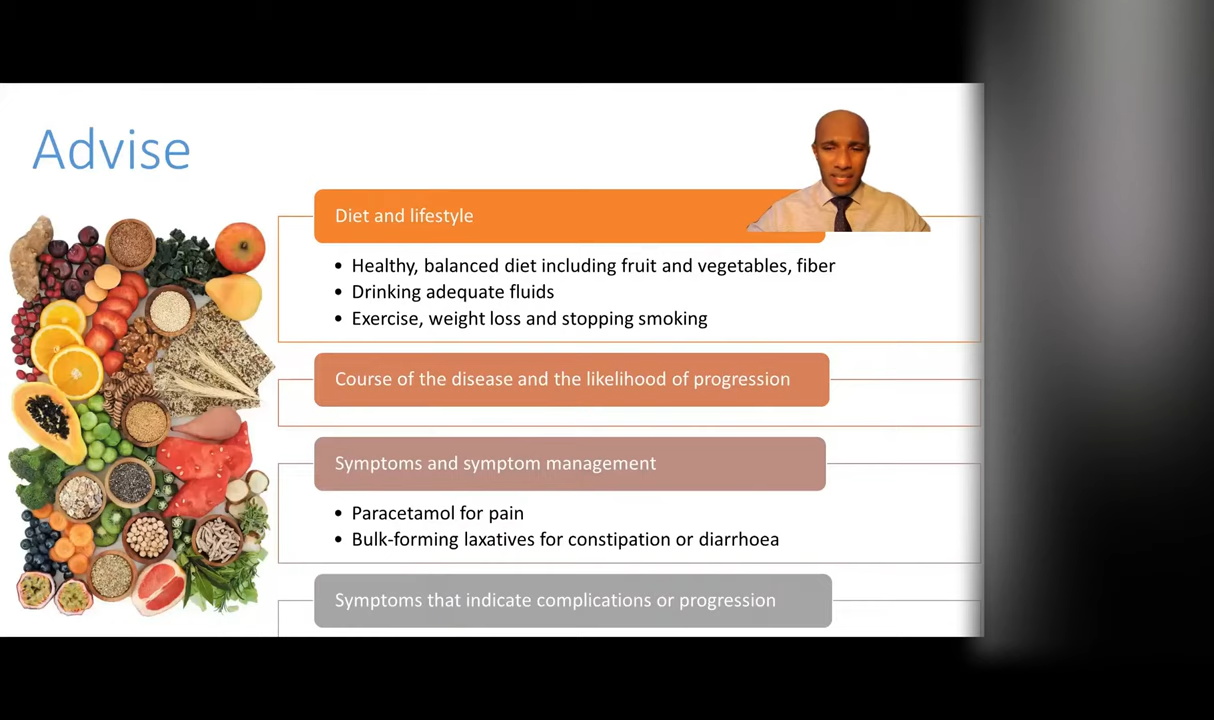 Advise
Diet and lifestyle
• Healthy, balanced diet including fruit and vegetables, fiber
• Drinking adequate fluids
• Exercise, weight loss and stopping smoking
Course of the disease and the likelihood of progression
Symptoms and symptom management
• Paracetamol for pain
• Bulk-forming laxatives for constipation or diarrhoea
Symptoms that indicate complications or progression